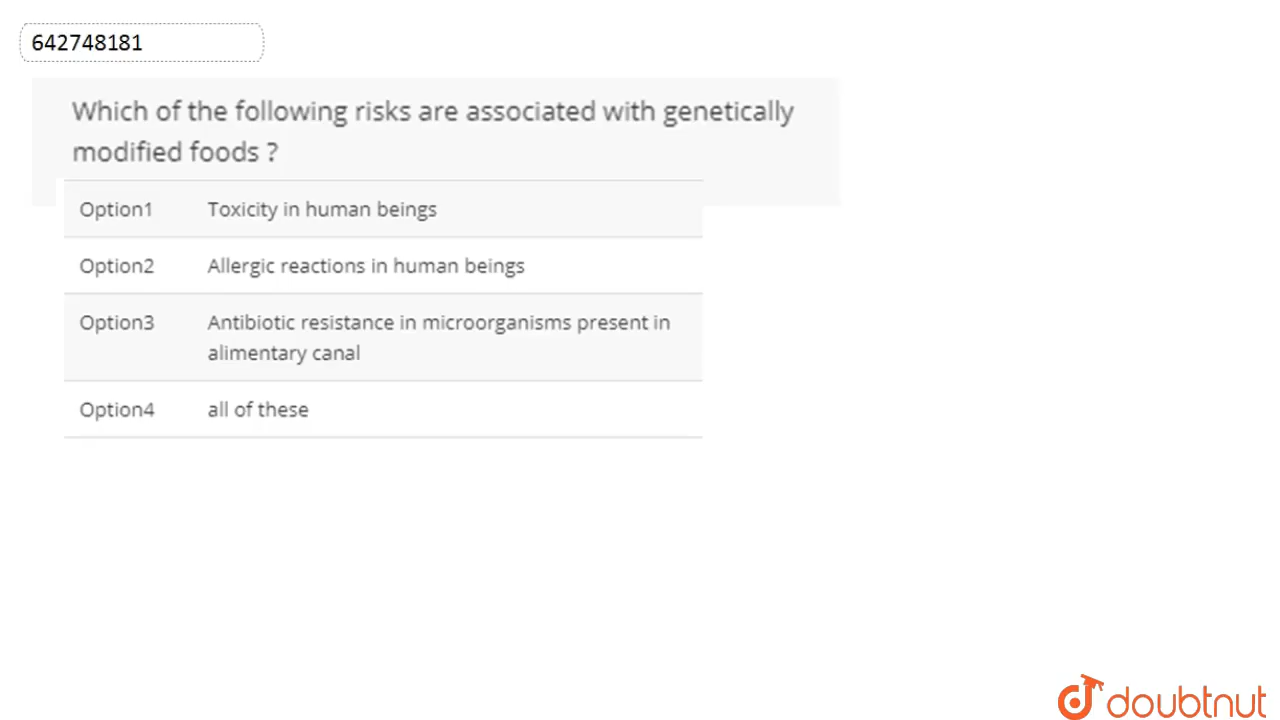 642748181
Which of the following risks are associated with genetically
modified foods ?
Option1 Toxicity in human beings
Option2 Allergic reactions in human beings
Option3 Antibiotic resistance in microorganisms present in
alimentary canal
Option4 all of these
doubtnut